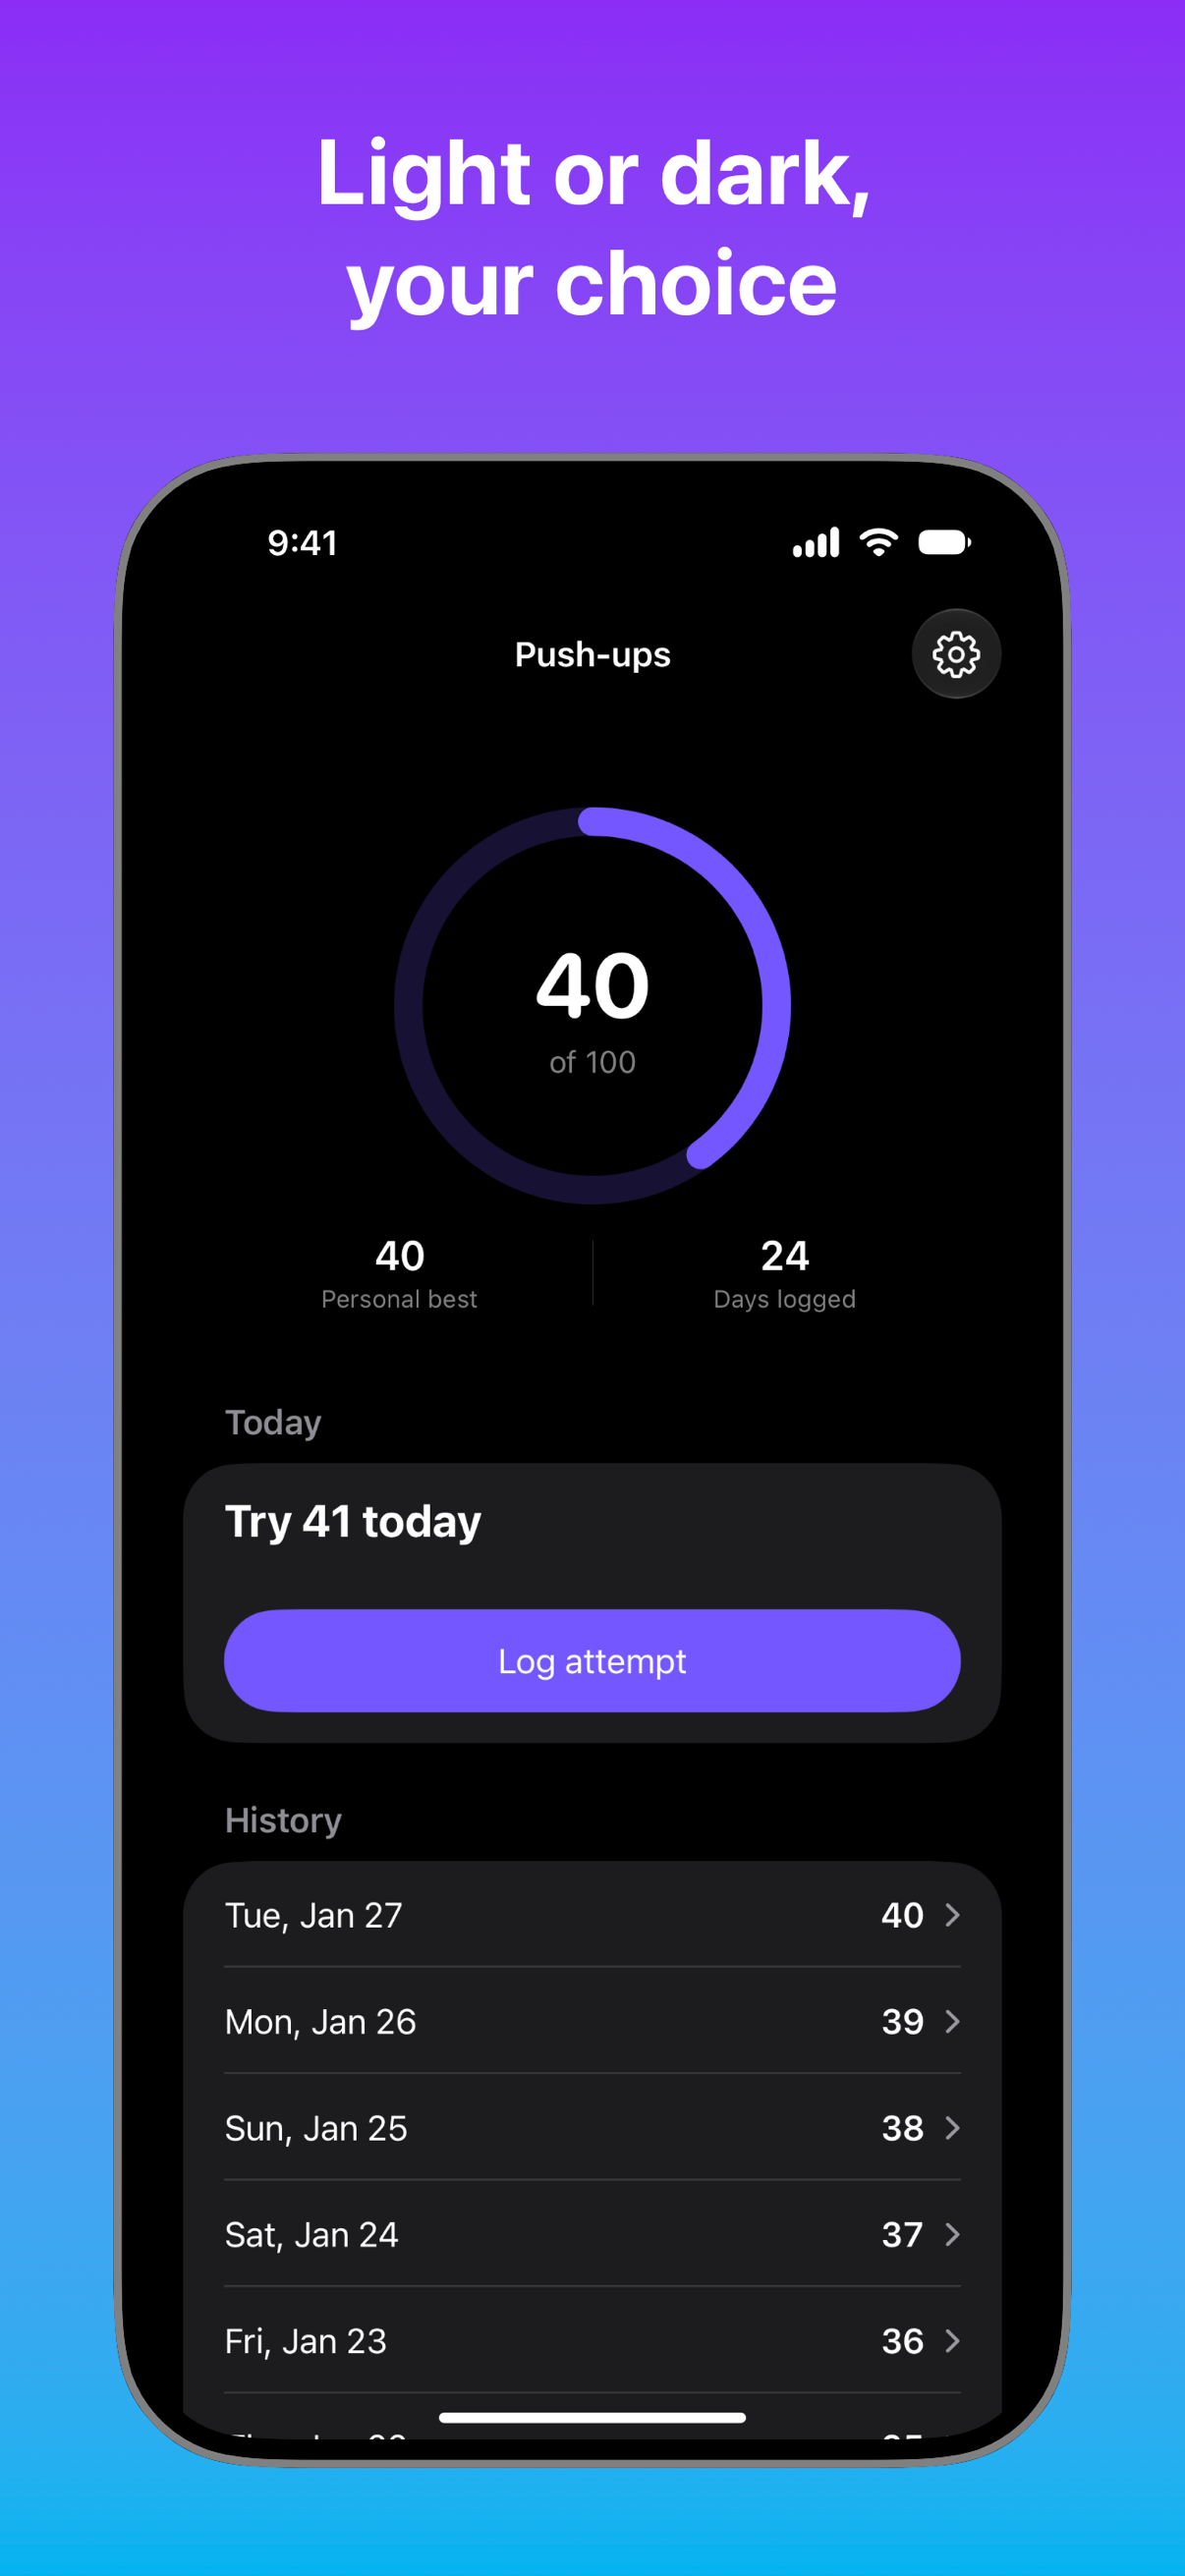 Light or dark,
your choice
9:41
Push-ups
40
of 100
40
Personal best
24
Days logged
Today
Try 41 today
Log attempt
History
Tue, Jan 27
40
Mon, Jan 26
39
Sun, Jan 25
38
Sat, Jan 24
37
Fri, Jan 23
36